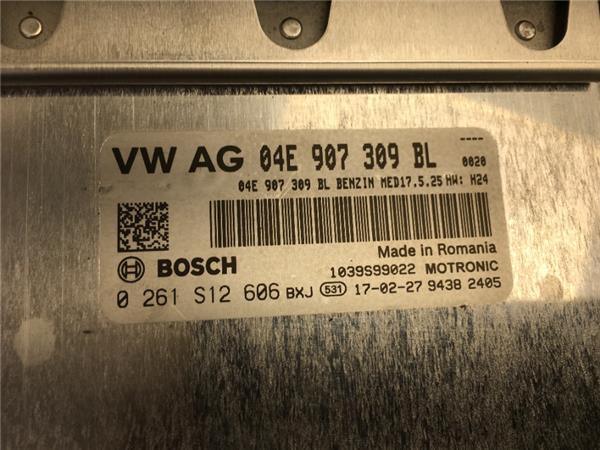 ----
VW AG 04E 907 309 BL 0020
04E 907 309 BL BENZIN MED17.5.25 HW: H24
Made in Romania
BOSCH 1039S99022 MOTRONIC
0 261 S12 606 BXJ 531 17-02-27 9438 2405